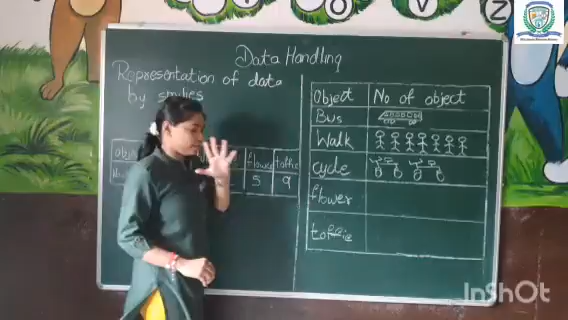 Data Handling
Representation of data
by smylies
Object No of object
Bus
Walk
cycle
flower
toffie
flower toffie
5 9
V
Z
InShOt